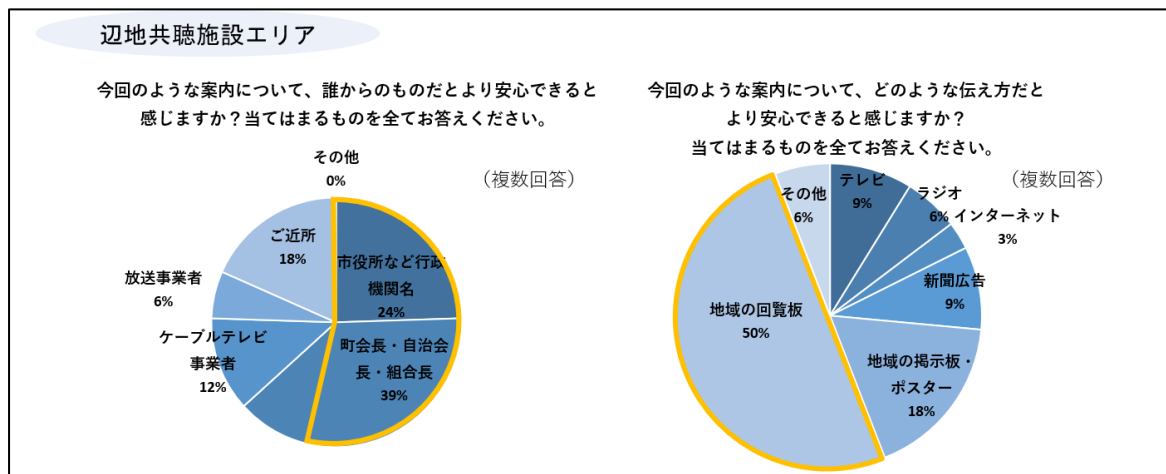 辺地共聴施設エリア
今回のような案内について、誰からのものだとより安心できると
感じますか？当てはまるものを全てお答えください。
（複数回答）
その他
0%
市役所など行政
機関名
24%
町会長・自治会
長・組合長
39%
ケーブルテレビ
事業者
12%
放送事業者
6%
ご近所
18%
今回のような案内について、どのような伝え方だと
より安心できると感じますか？
当てはまるものを全てお答えください。
（複数回答）
テレビ
9%
ラジオ
6%
インターネット
3%
新聞広告
9%
地域の掲示板・
ポスター
18%
地域の回覧板
50%
その他
6%